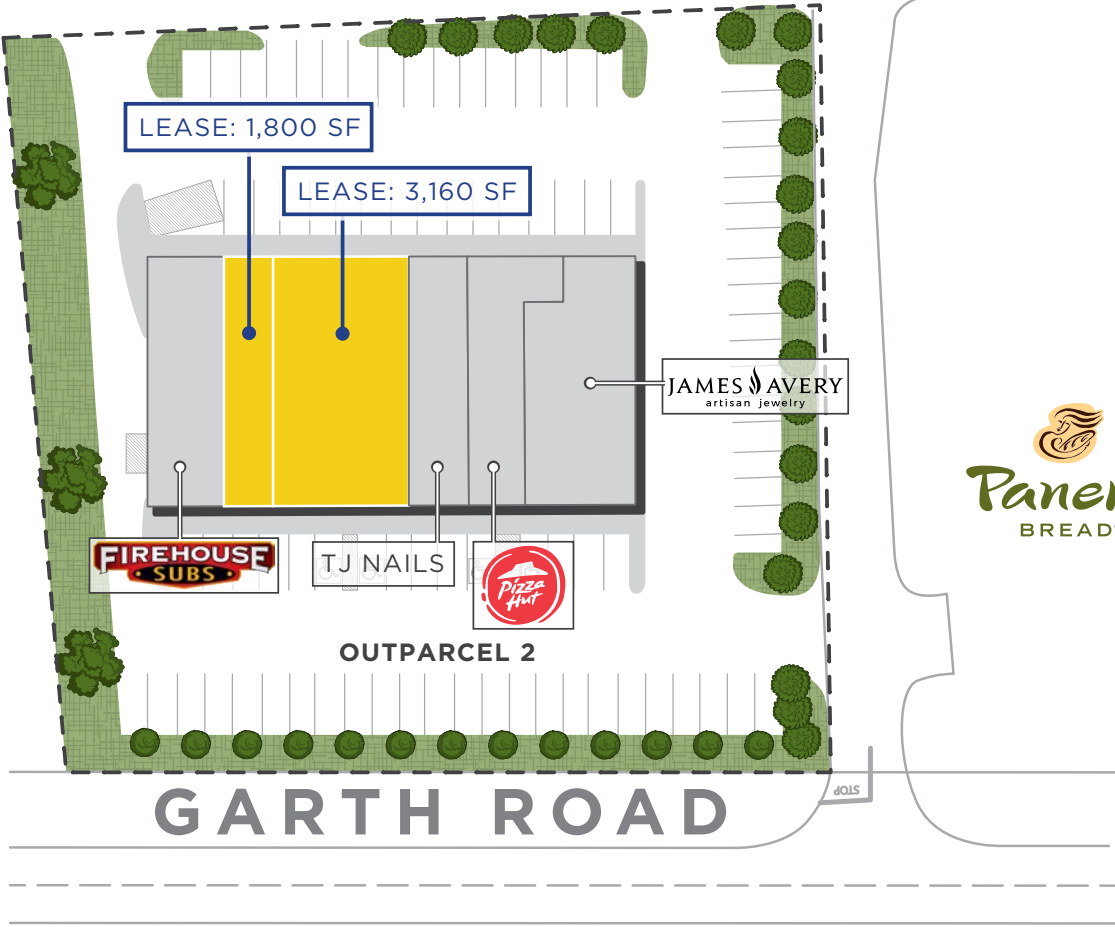 LEASE: 1,800 SF
LEASE: 3,160 SF
JAMES AVERY
artisan jewelry
Paner
BREAD
FIREHOUSE
SUBS
TJ NAILS
Pizza
Hut
OUTPARCEL 2
STOP
GARTH ROAD